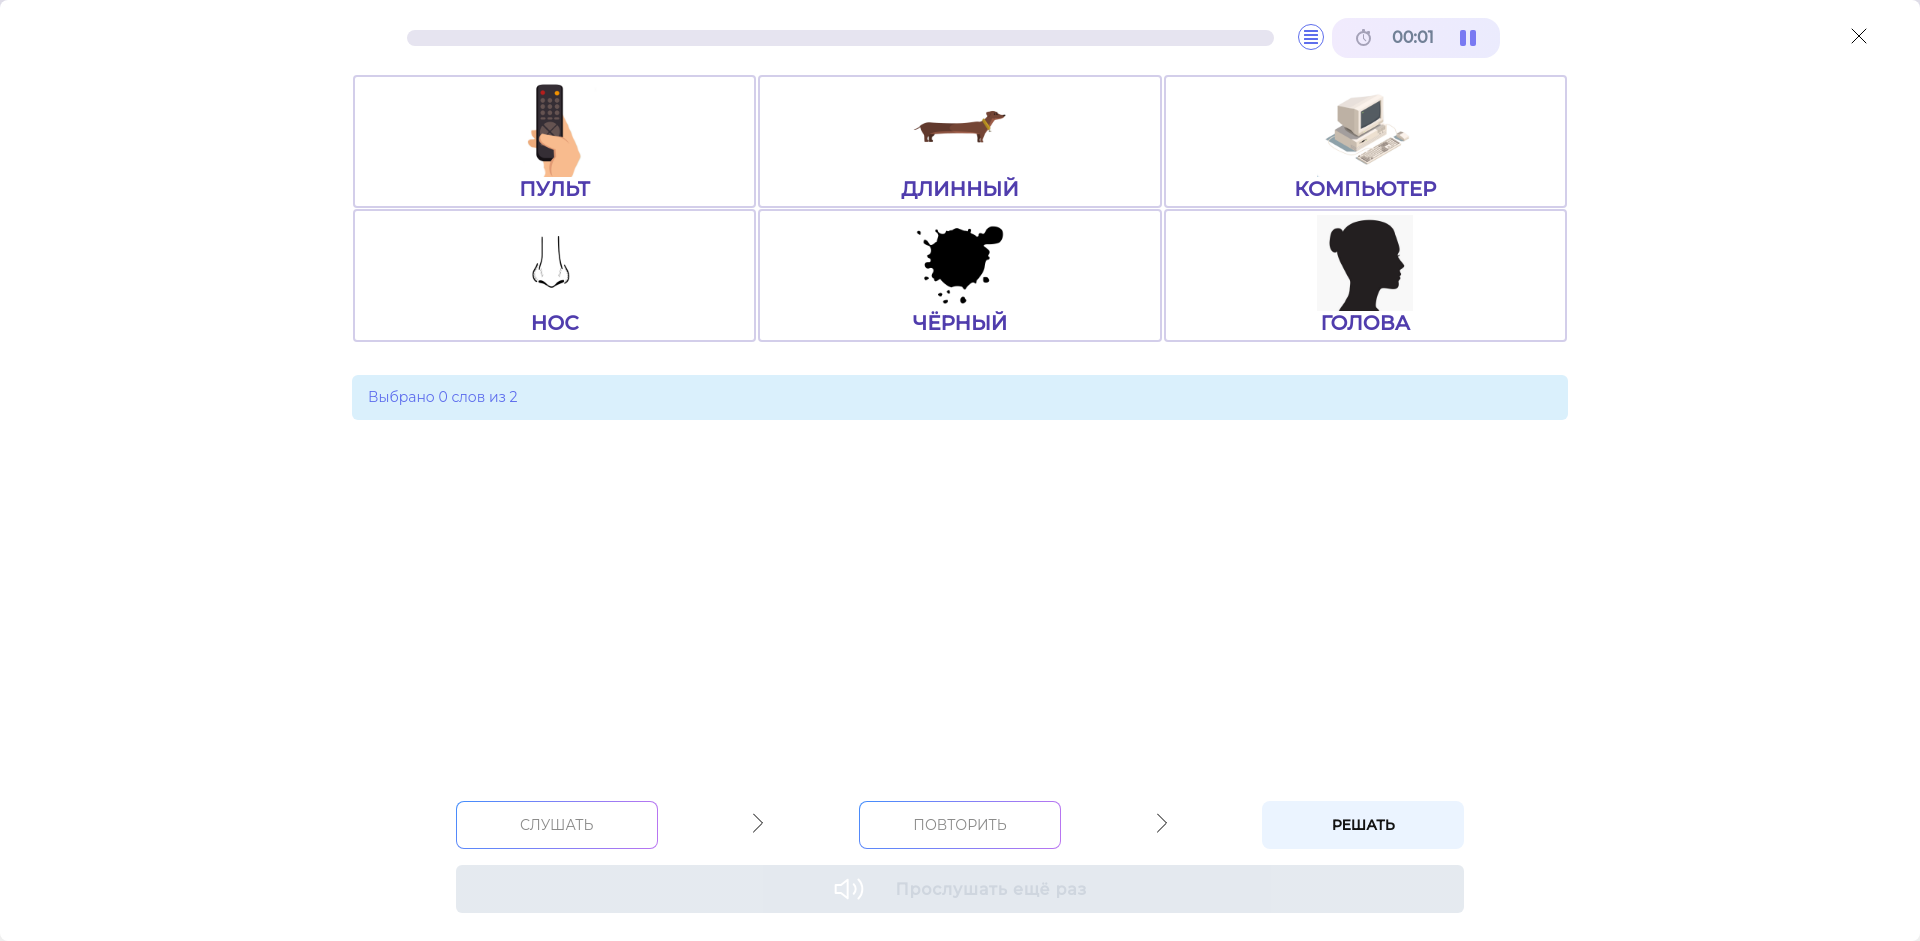 00:01
ПУЛЬТ
ДЛИННЫЙ
КОМПЬЮТЕР
НОС
ЧЁРНЫЙ
ГОЛОВА
Выбрано 0 слов из 2
СЛУШАТЬ
ПОВТОРИТЬ
РЕШАТЬ
Прослушать ещё раз